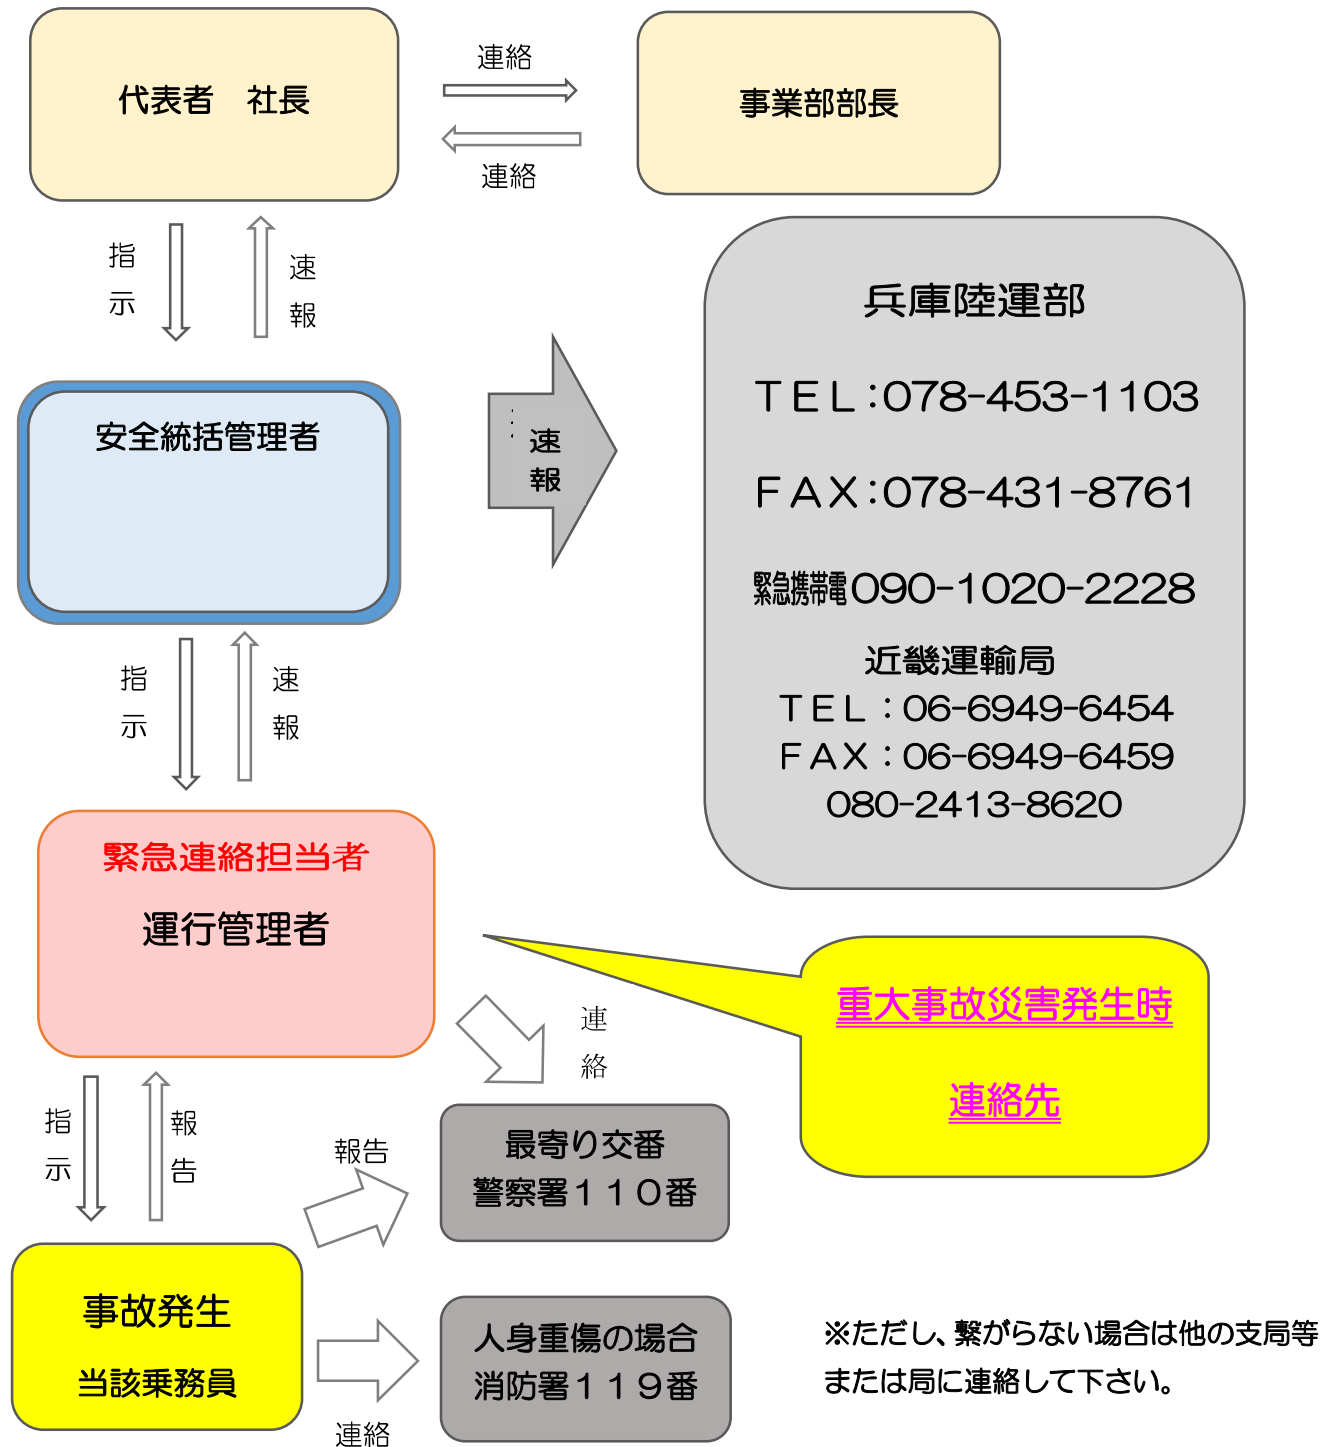 代表者　社長
連絡
連絡
事業部部長
指
示
速
報
兵庫陸運部
ＴＥＬ：078-453-1103
ＦＡＸ：078-431-8761
緊急携帯電090-1020-2228
近畿運輸局
ＴＥＬ：06-6949-6454
ＦＡＸ：06-6949-6459
080-2413-8620
安全統括管理者
速
報
指
示
速
報
緊急連絡担当者
運行管理者
重大事故災害発生時
連絡先
連
絡
指
示
報
告
報告
最寄り交番
警察署１１０番
事故発生
当該乗務員
人身重傷の場合
消防署１１９番
連絡
※ただし、繋がらない場合は他の支局等
または局に連絡して下さい。